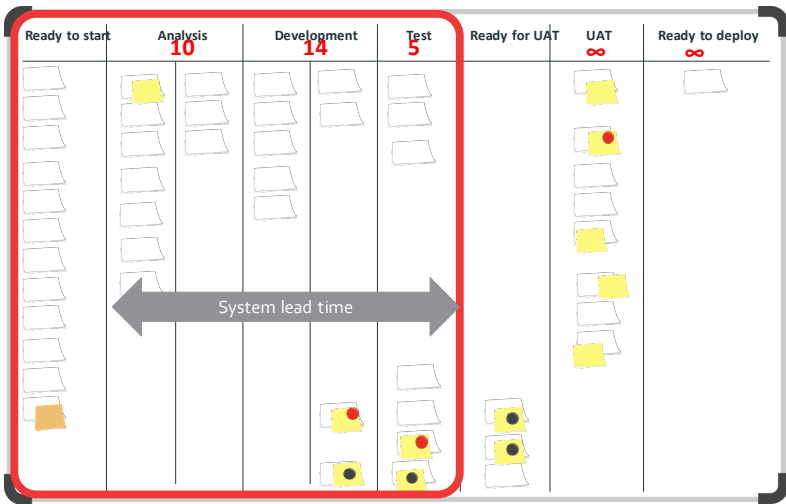 Ready to start Analysis Development Test Ready for UAT UAT Ready to deploy
10 14 5 ∞ ∞
System lead time